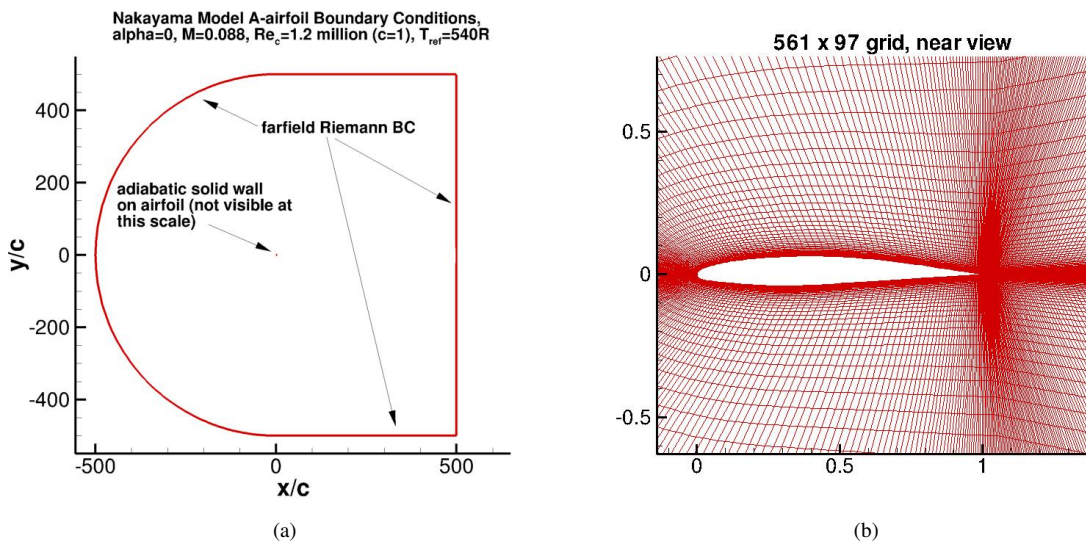 Nakayama Model A-airfoil Boundary Conditions,
alpha=0, M=0.088, Re_c=1.2 million (c=1), T_ref=540R
farfield Riemann BC
adiabatic solid wall
on airfoil (not visible at
this scale)
y/c
400
200
0
-200
-400
-500
0
500
x/c
(a)
561 x 97 grid, near view
0.5
0
-0.5
0
0.5
1
(b)